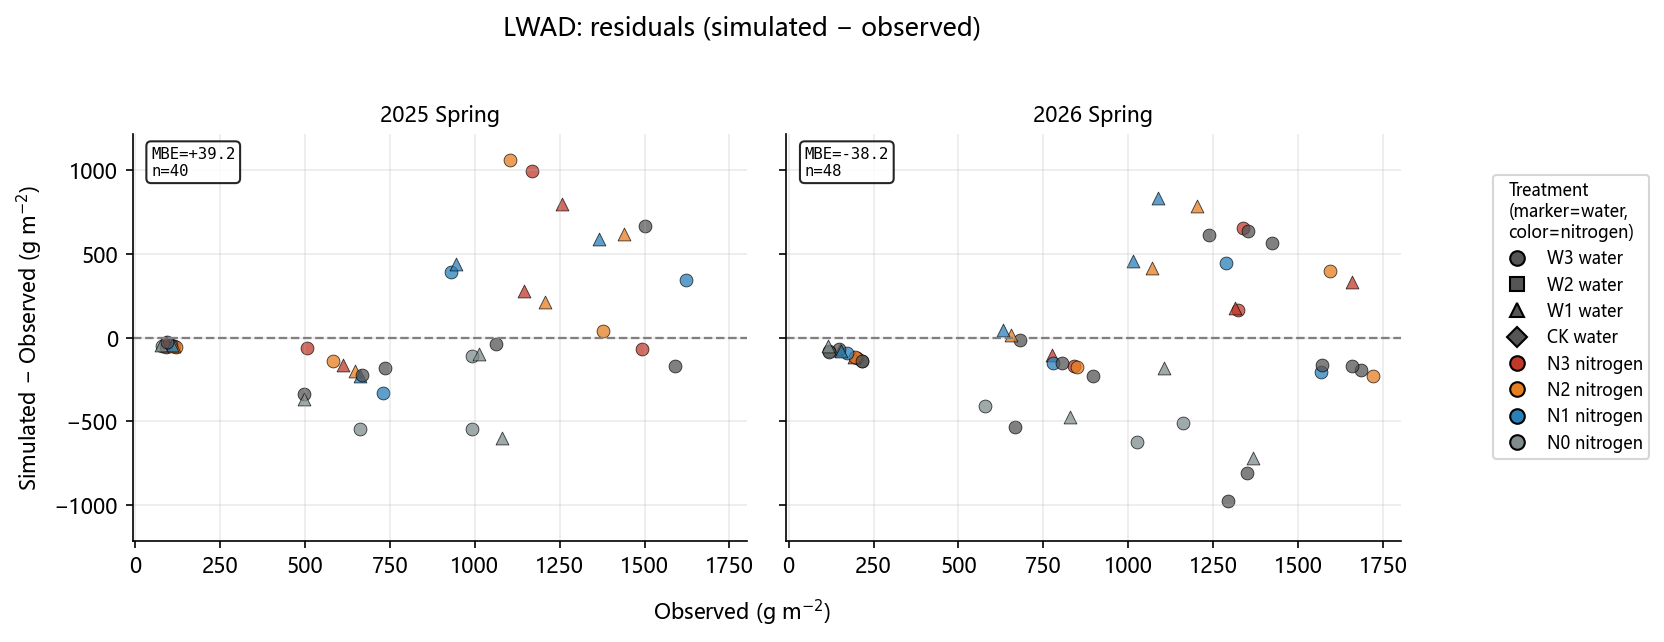 LWAD: residuals (simulated − observed)
2025 Spring
2026 Spring
MBE=+39.2
n=40
MBE=-38.2
n=48
1000
500
0
−500
−1000
Simulated − Observed (g m⁻²)
0 250 500 750 1000 1250 1500 1750
0 250 500 750 1000 1250 1500 1750
Observed (g m⁻²)
Treatment
(marker=water,
color=nitrogen)
W3 water
W2 water
W1 water
CK water
N3 nitrogen
N2 nitrogen
N1 nitrogen
N0 nitrogen